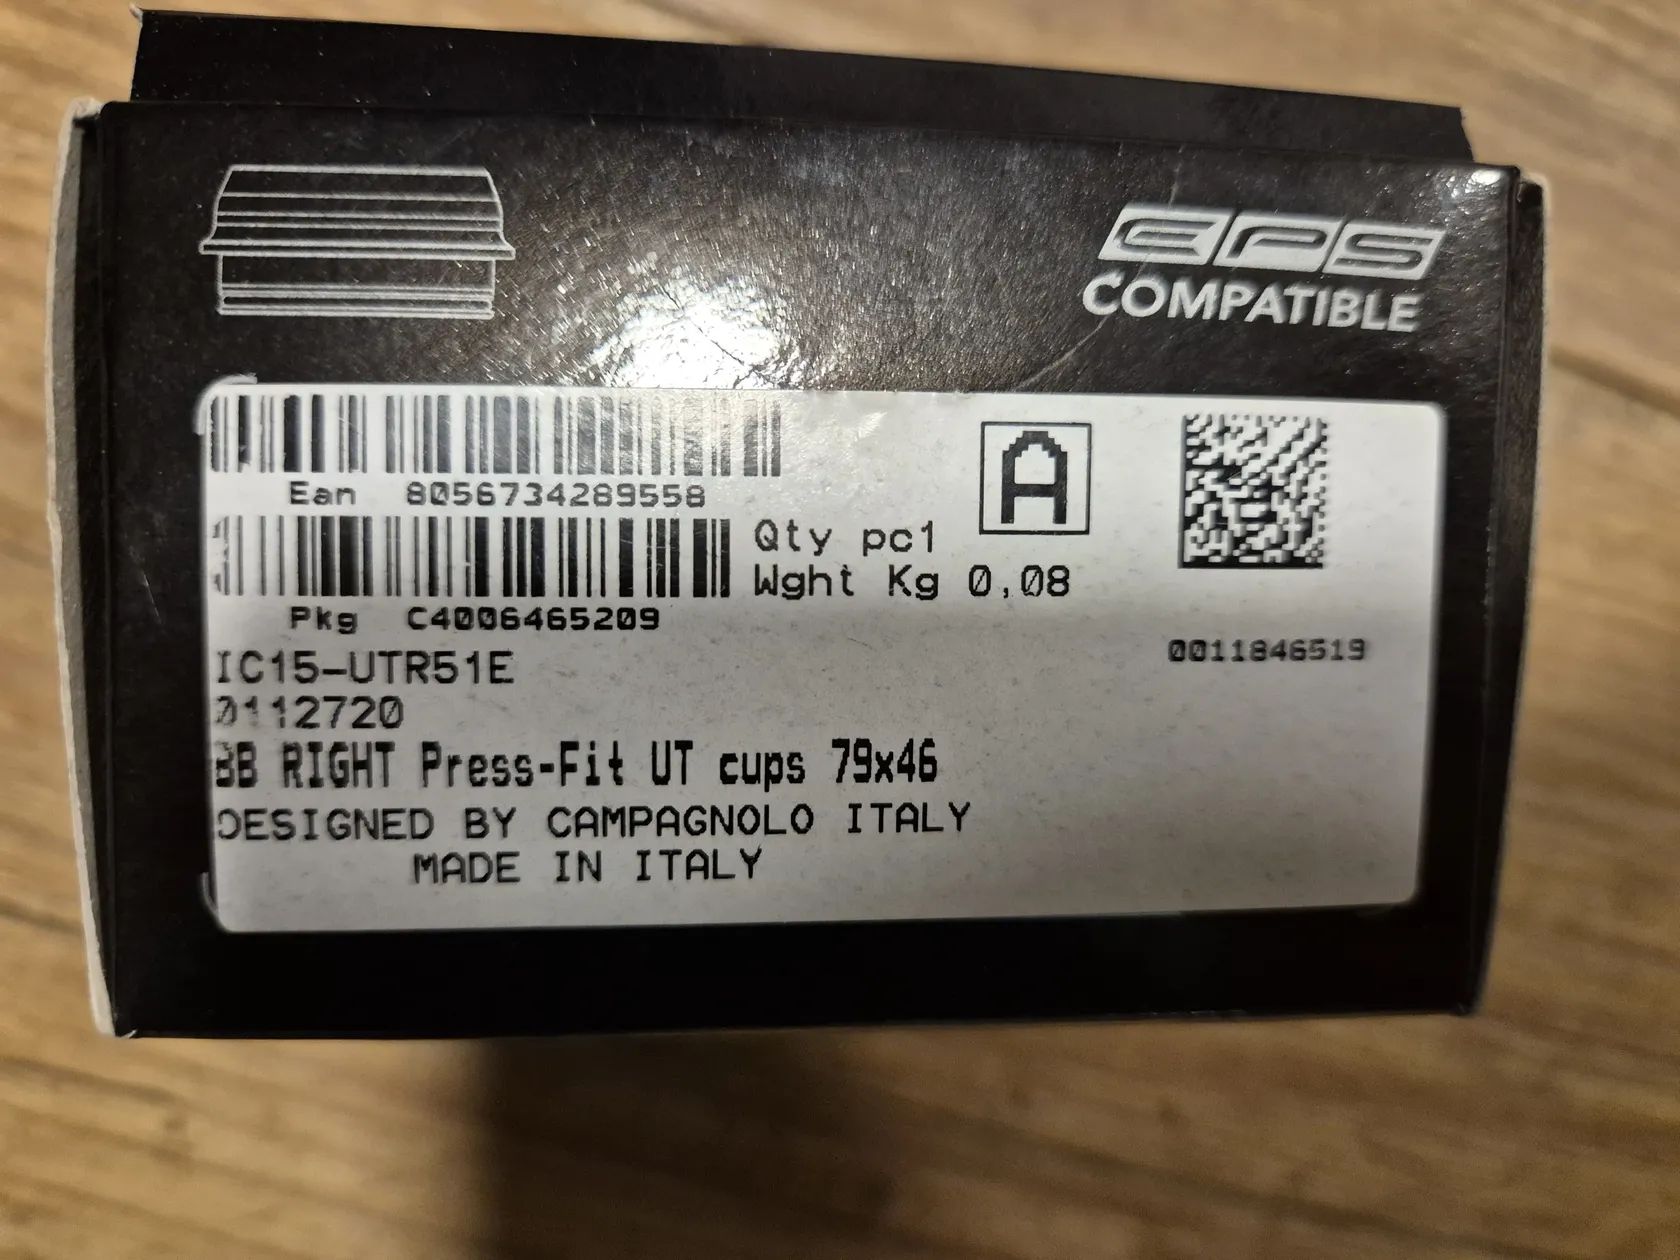 EPS
COMPATIBLE
A
Ean 8056734289558
Qty pc1
Wght Kg 0,08
Pkg C4006465209
0011846519
IC15-UTR51E
0112720
BB RIGHT Press-Fit UT cups 79x46
DESIGNED BY CAMPAGNOLO ITALY
MADE IN ITALY